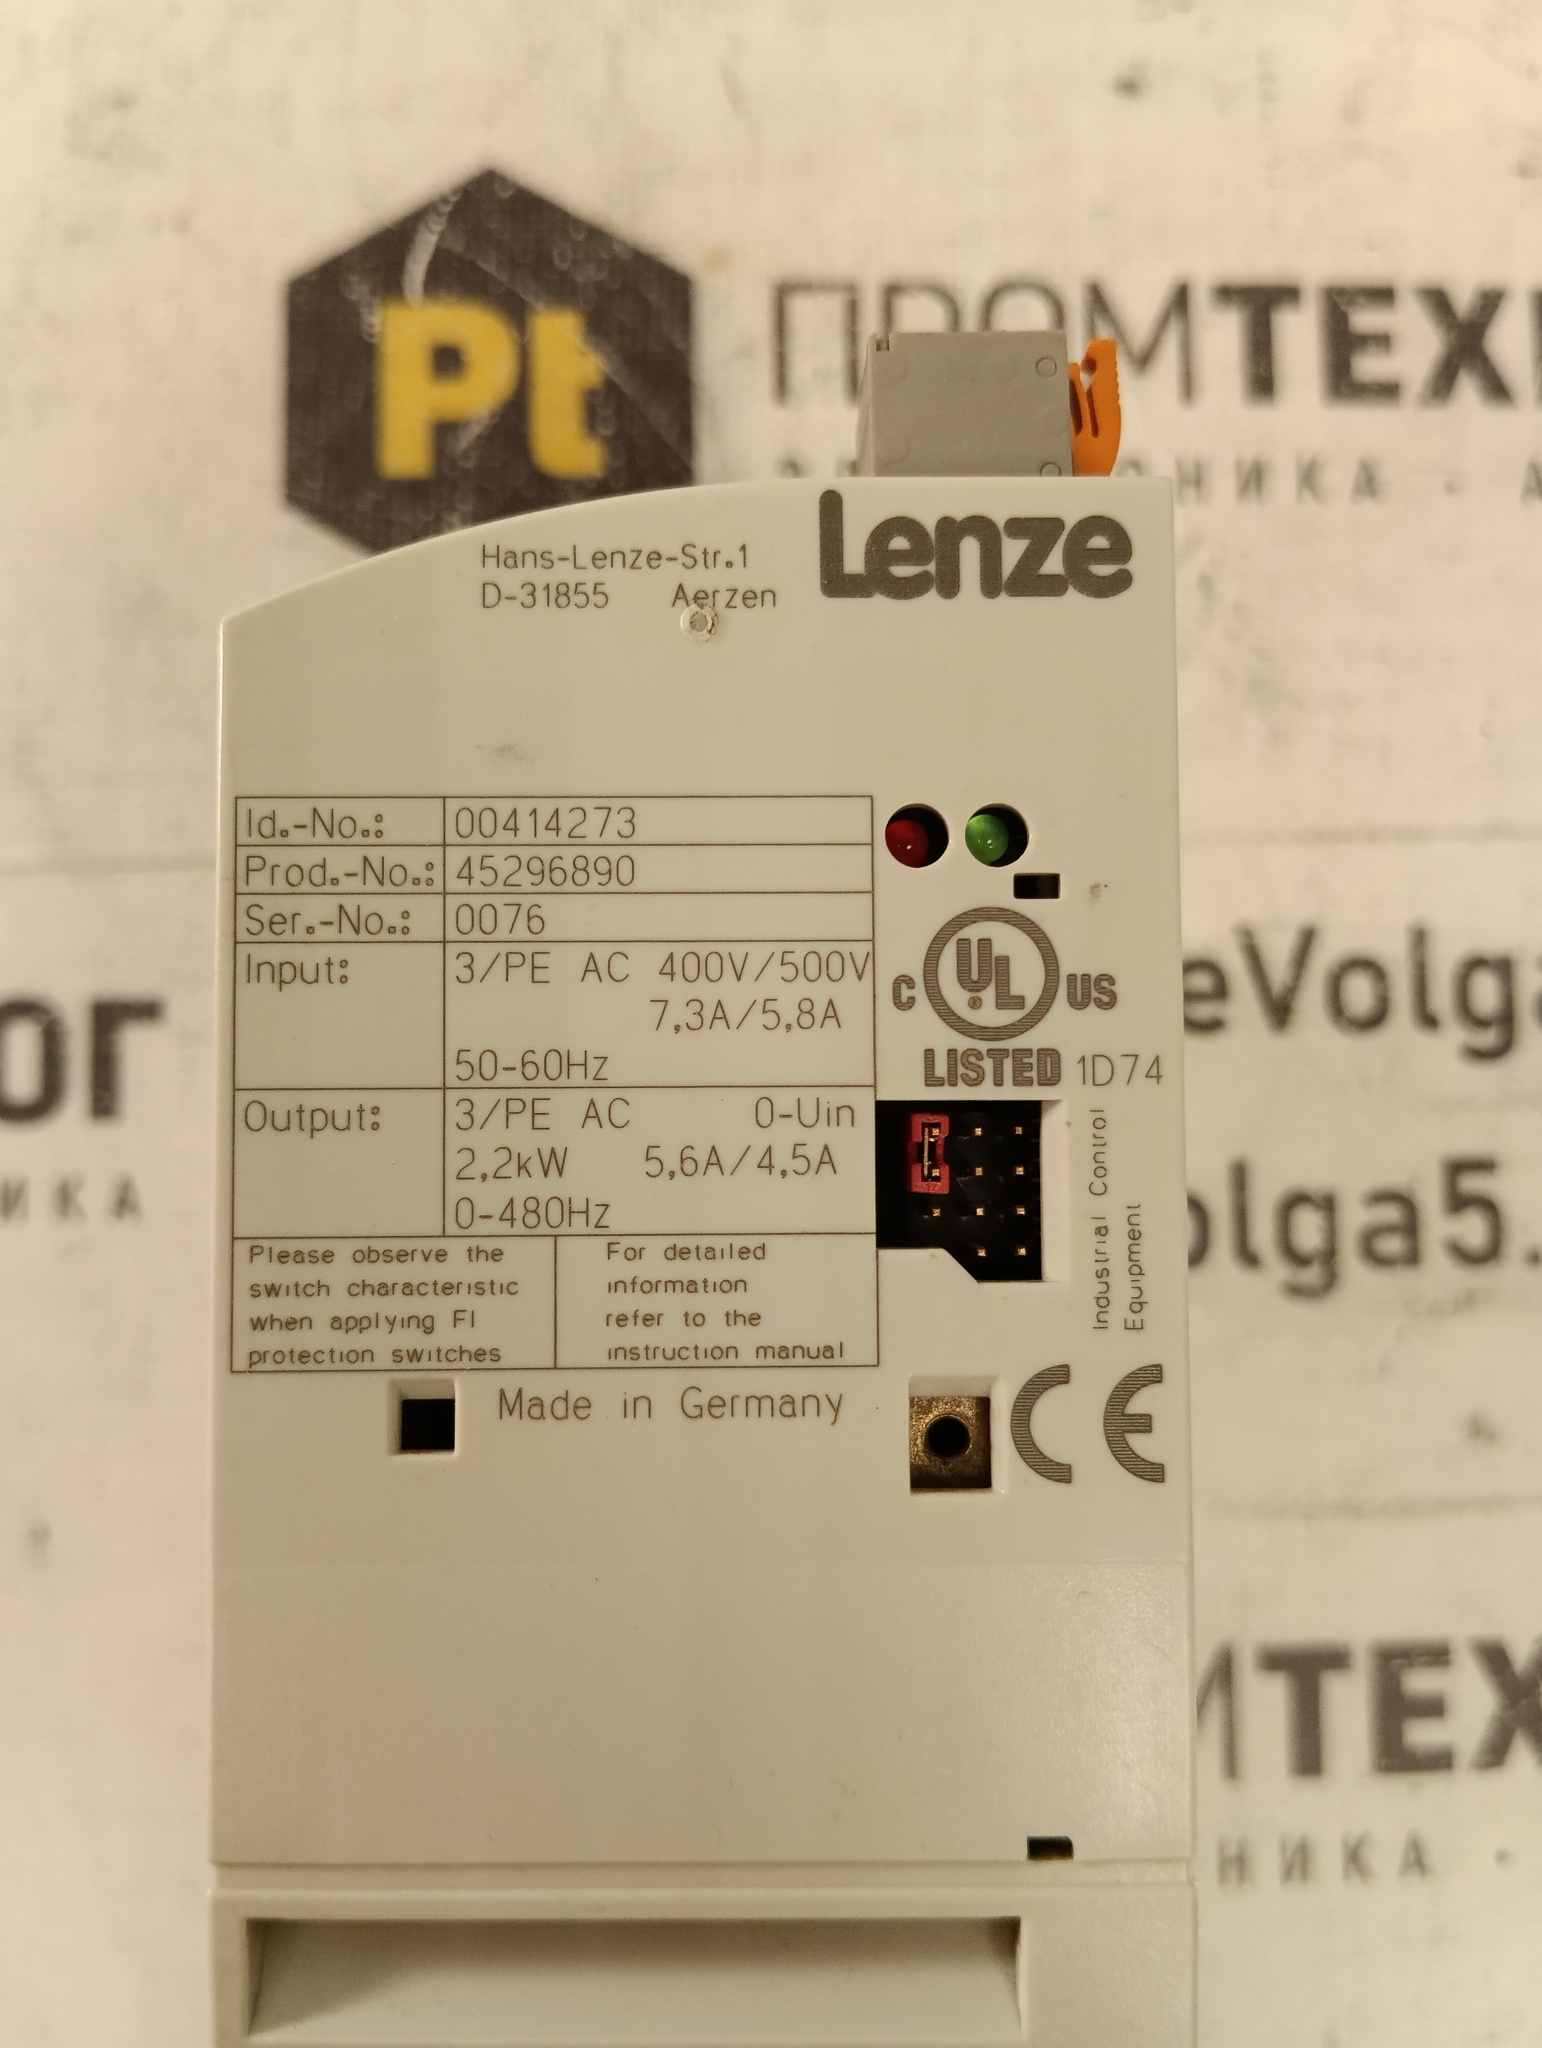 Pt
ПРОМТЕХ
НИКА · А
Lenze
Hans-Lenze-Str.1
D-31855 Aerzen
Id.-No.: 00414273
Prod.-No.: 45296890
Ser.-No.: 0076
Input: 3/PE AC 400V/500V
7,3A/5,8A
50-60Hz
Output: 3/PE AC 0-Uin
2,2kW 5,6A/4,5A
0-480Hz
Please observe the
switch characteristic
when applying FI
protection switches
For detailed
information
refer to the
instruction manual
C UL US
LISTED 1D74
Industrial Control
Equipment
Made in Germany
CE
eVolga
ог
ника
olga5.
МТЕХ
НИКА ·